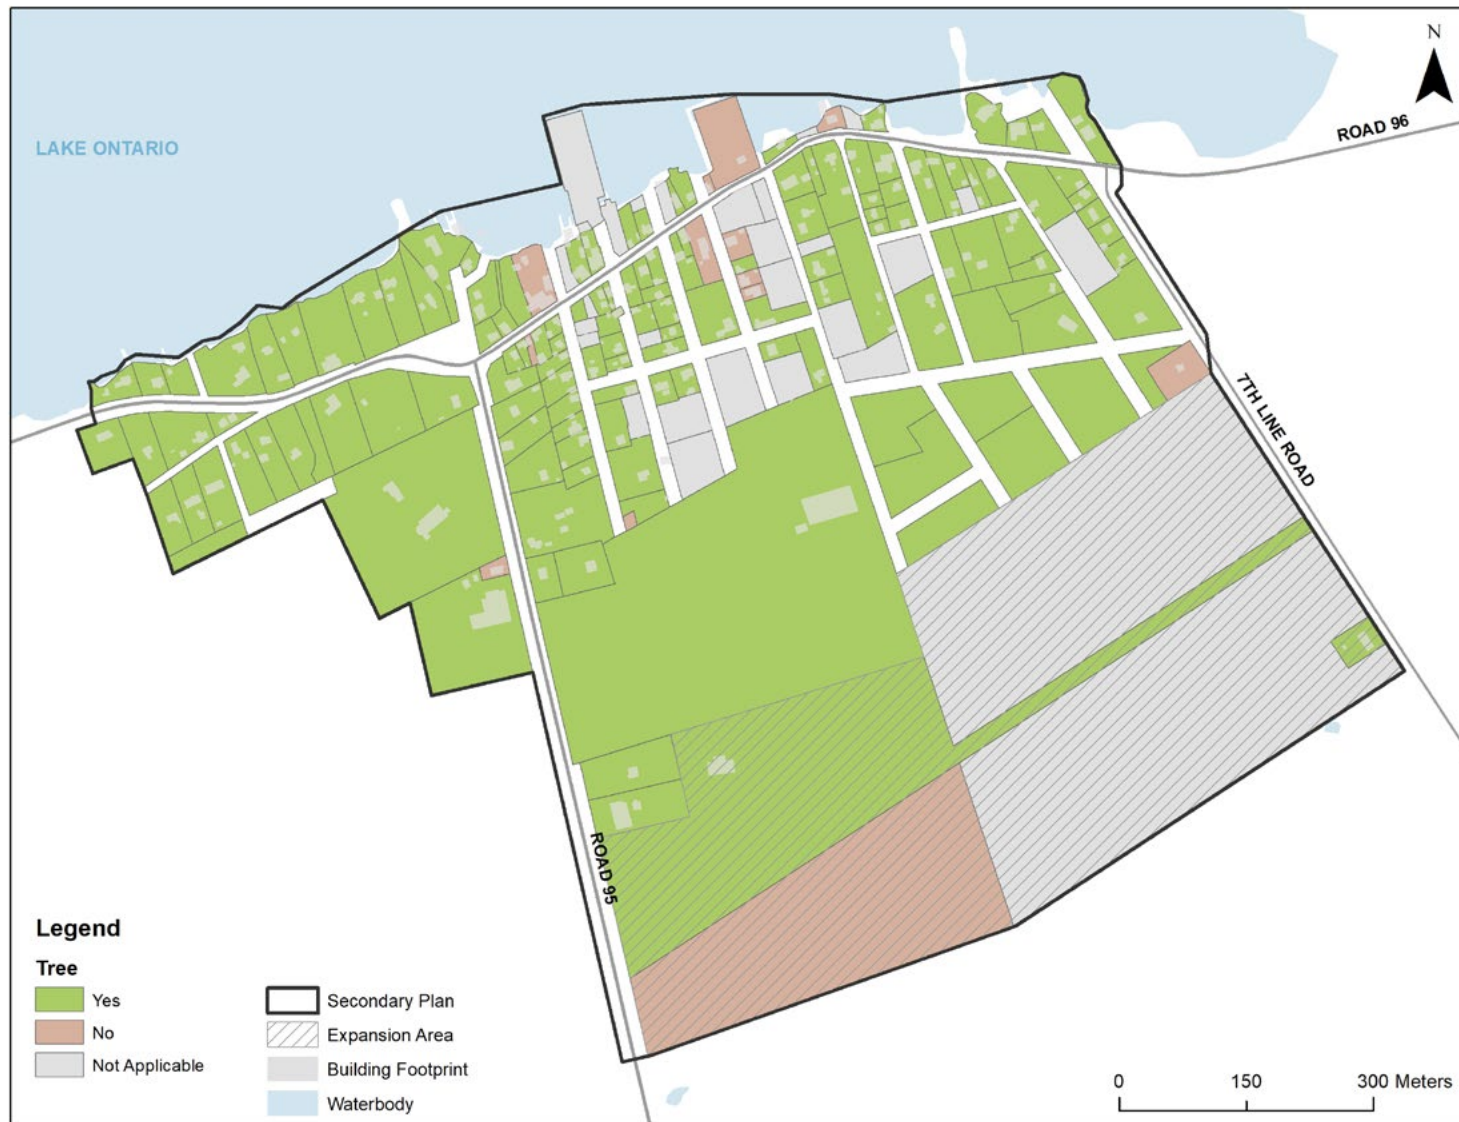 N
ROAD 96
LAKE ONTARIO
7TH LINE ROAD
ROAD 95
Legend
Tree
Yes
No
Not Applicable
Secondary Plan
Expansion Area
Building Footprint
Waterbody
0 150 300 Meters